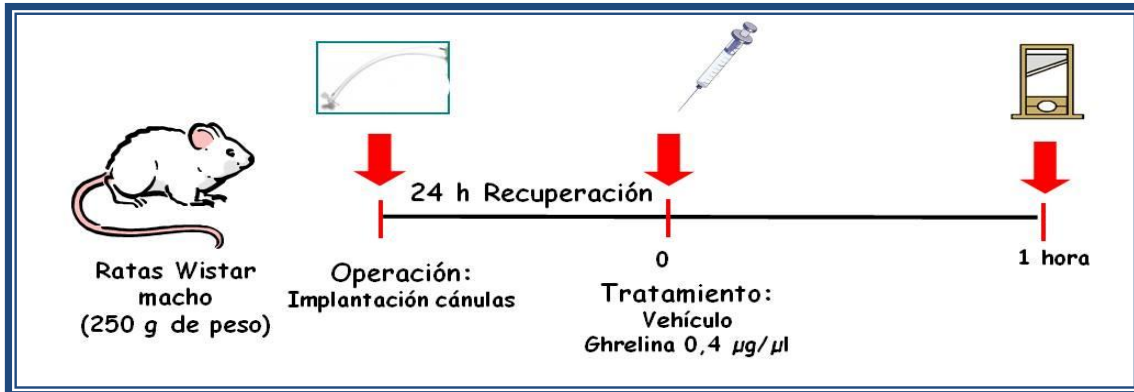 24 h Recuperación
Ratas Wistar
macho
(250 g de peso)
Operación:
Implantación cánulas
0
Tratamiento:
Vehículo
Ghrelina 0,4 µg/µl
1 hora